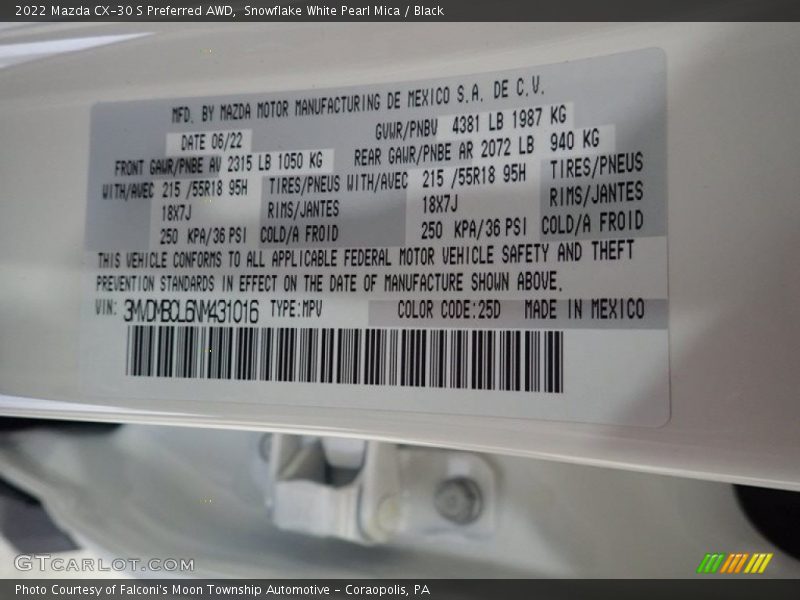 2022 Mazda CX-30 S Preferred AWD,  Snowflake White Pearl Mica / Black
MFD. BY MAZDA MOTOR MANUFACTURING DE MEXICO S.A. DE C.V.
DATE 06/22 GVWR/PNBV 4381 LB 1987 KG
FRONT GAWR/PNBE AV 2315 LB 1050 KG REAR GAWR/PNBE AR 2072 LB 940 KG
WITH/AVEC 215 /55R18 95H TIRES/PNEUS WITH/AVEC 215 /55R18 95H TIRES/PNEUS
18X7J RIMS/JANTES 18X7J RIMS/JANTES
250 KPA/36 PSI COLD/A FROID 250 KPA/36 PSI COLD/A FROID
THIS VEHICLE CONFORMS TO ALL APPLICABLE FEDERAL MOTOR VEHICLE SAFETY AND THEFT
PREVENTION STANDARDS IN EFFECT ON THE DATE OF MANUFACTURE SHOWN ABOVE.
VIN: 3MVDMBCL6NM431016 TYPE:MPV COLOR CODE:25D MADE IN MEXICO
GTCARLOT.COM
Photo Courtesy of Falconi's Moon Township Automotive - Coraopolis, PA